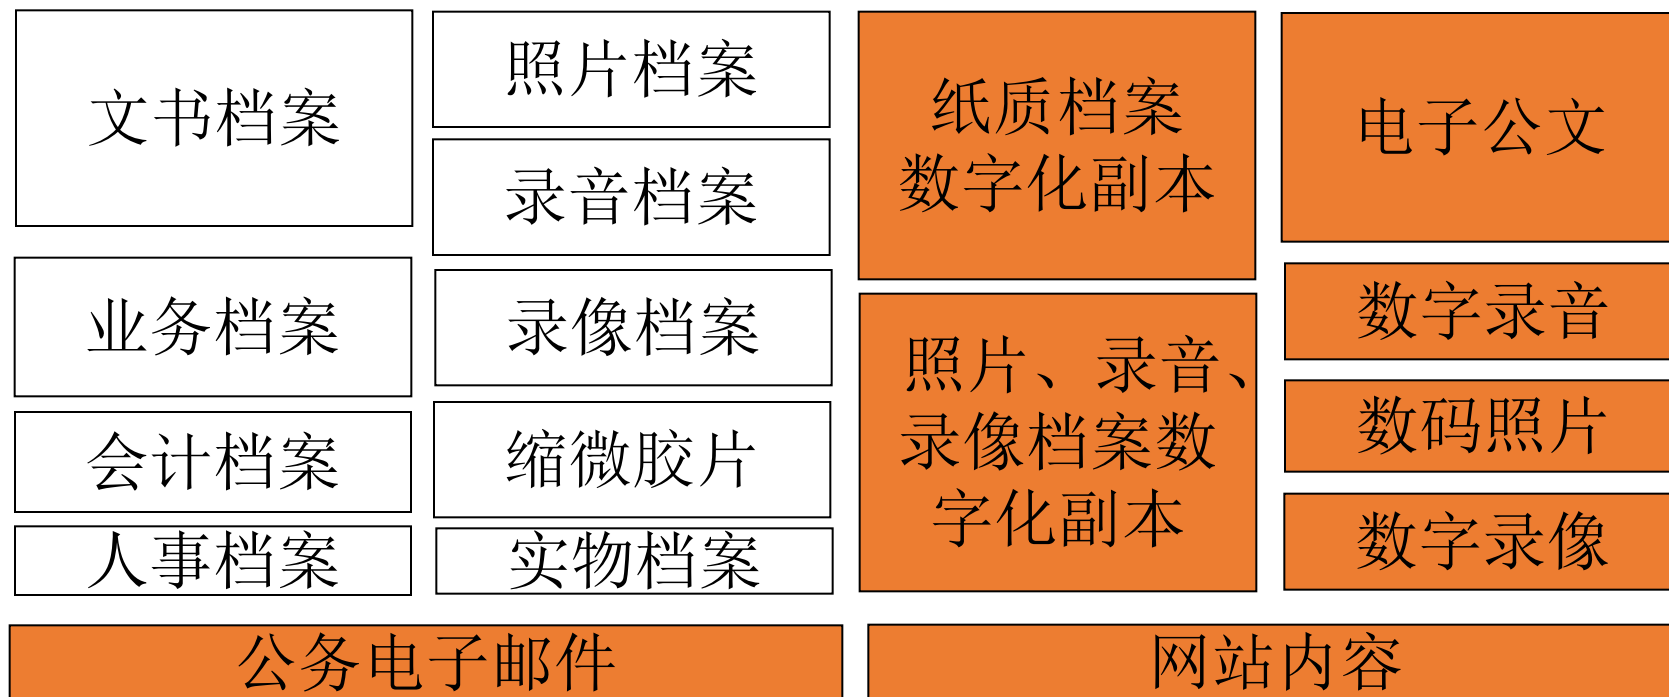 文书档案
业务档案
会计档案
人事档案
照片档案
录音档案
录像档案
缩微胶片
实物档案
纸质档案
数字化副本
照片、录音、
录像档案数
字化副本
电子公文
数字录音
数码照片
数字录像
公务电子邮件
网站内容